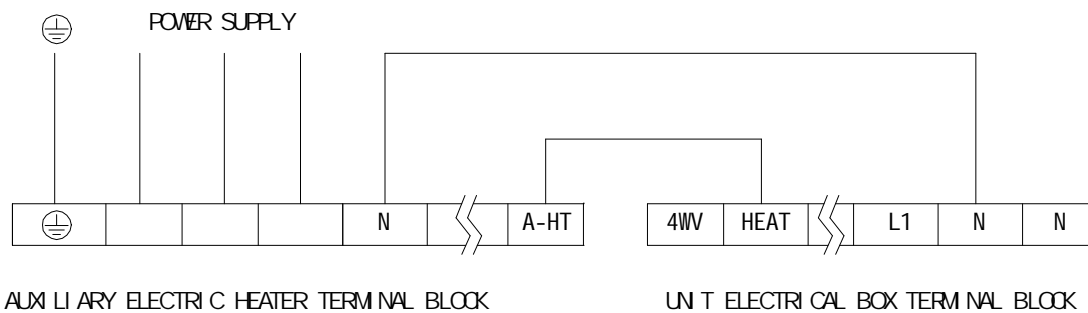 POWER SUPPLY
N A-HT 4WV HEAT L1 N N
AUXILIARY ELECTRIC HEATER TERMINAL BLOCK UNIT ELECTRICAL BOX TERMINAL BLOCK